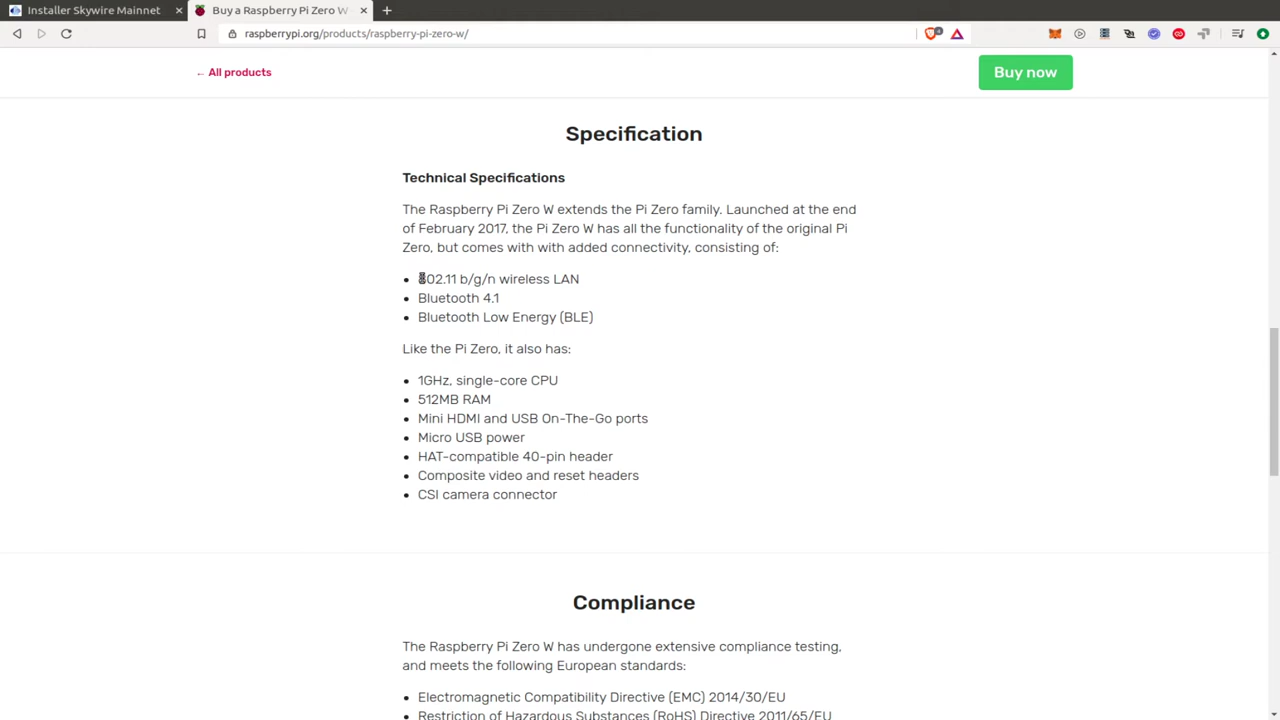 Installer Skywire Mainnet
Buy a Raspberry Pi Zero W
raspberrypi.org/products/raspberry-pi-zero-w/
← All products
Buy now
Specification
Technical Specifications
The Raspberry Pi Zero W extends the Pi Zero family. Launched at the end
of February 2017, the Pi Zero W has all the functionality of the original Pi
Zero, but comes with with added connectivity, consisting of:
• 802.11 b/g/n wireless LAN
• Bluetooth 4.1
• Bluetooth Low Energy (BLE)
Like the Pi Zero, it also has:
• 1GHz, single-core CPU
• 512MB RAM
• Mini HDMI and USB On-The-Go ports
• Micro USB power
• HAT-compatible 40-pin header
• Composite video and reset headers
• CSI camera connector
Compliance
The Raspberry Pi Zero W has undergone extensive compliance testing,
and meets the following European standards:
• Electromagnetic Compatibility Directive (EMC) 2014/30/EU
• Restriction of Hazardous Substances (RoHS) Directive 2011/65/EU